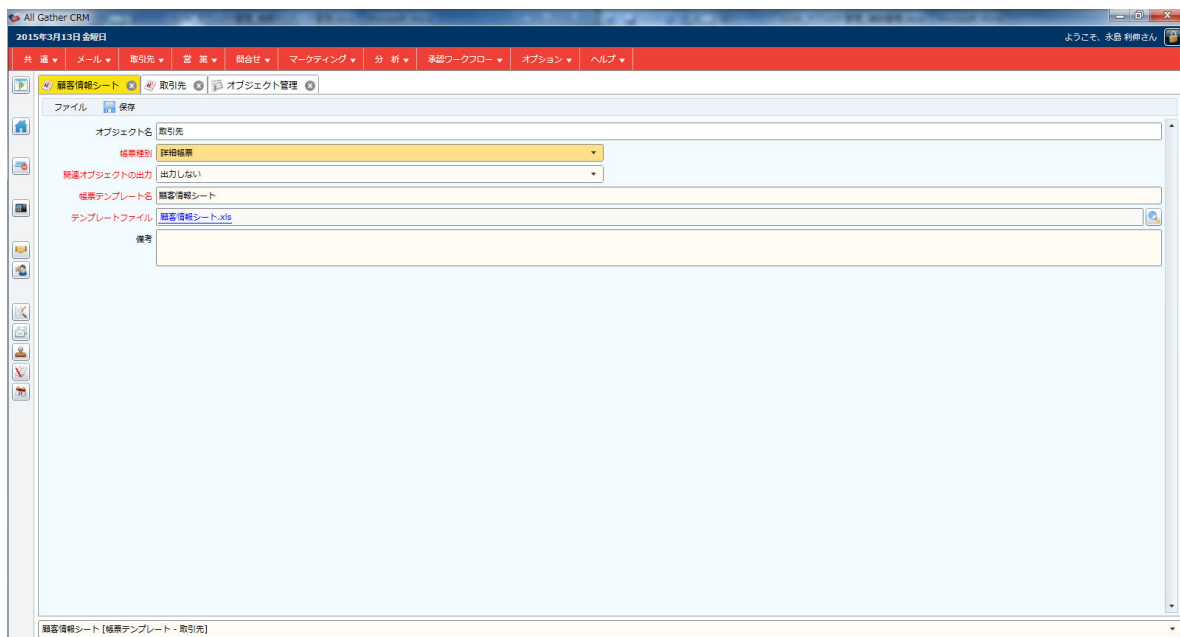 All Gather CRM
2015年3月13日 金曜日
ようこそ、永島 利伸さん
共 通 メール 取引先 営 業 問合せ マーケティング 分 析 承認ワークフロー オプション ヘルプ
顧客情報シート 取引先 オブジェクト管理
ファイル 保存
オブジェクト名 取引先
帳票種別 詳細帳票
関連オブジェクトの出力 出力しない
帳票テンプレート名 顧客情報シート
テンプレートファイル 顧客情報シート.xls
備考
顧客情報シート [帳票テンプレート - 取引先]